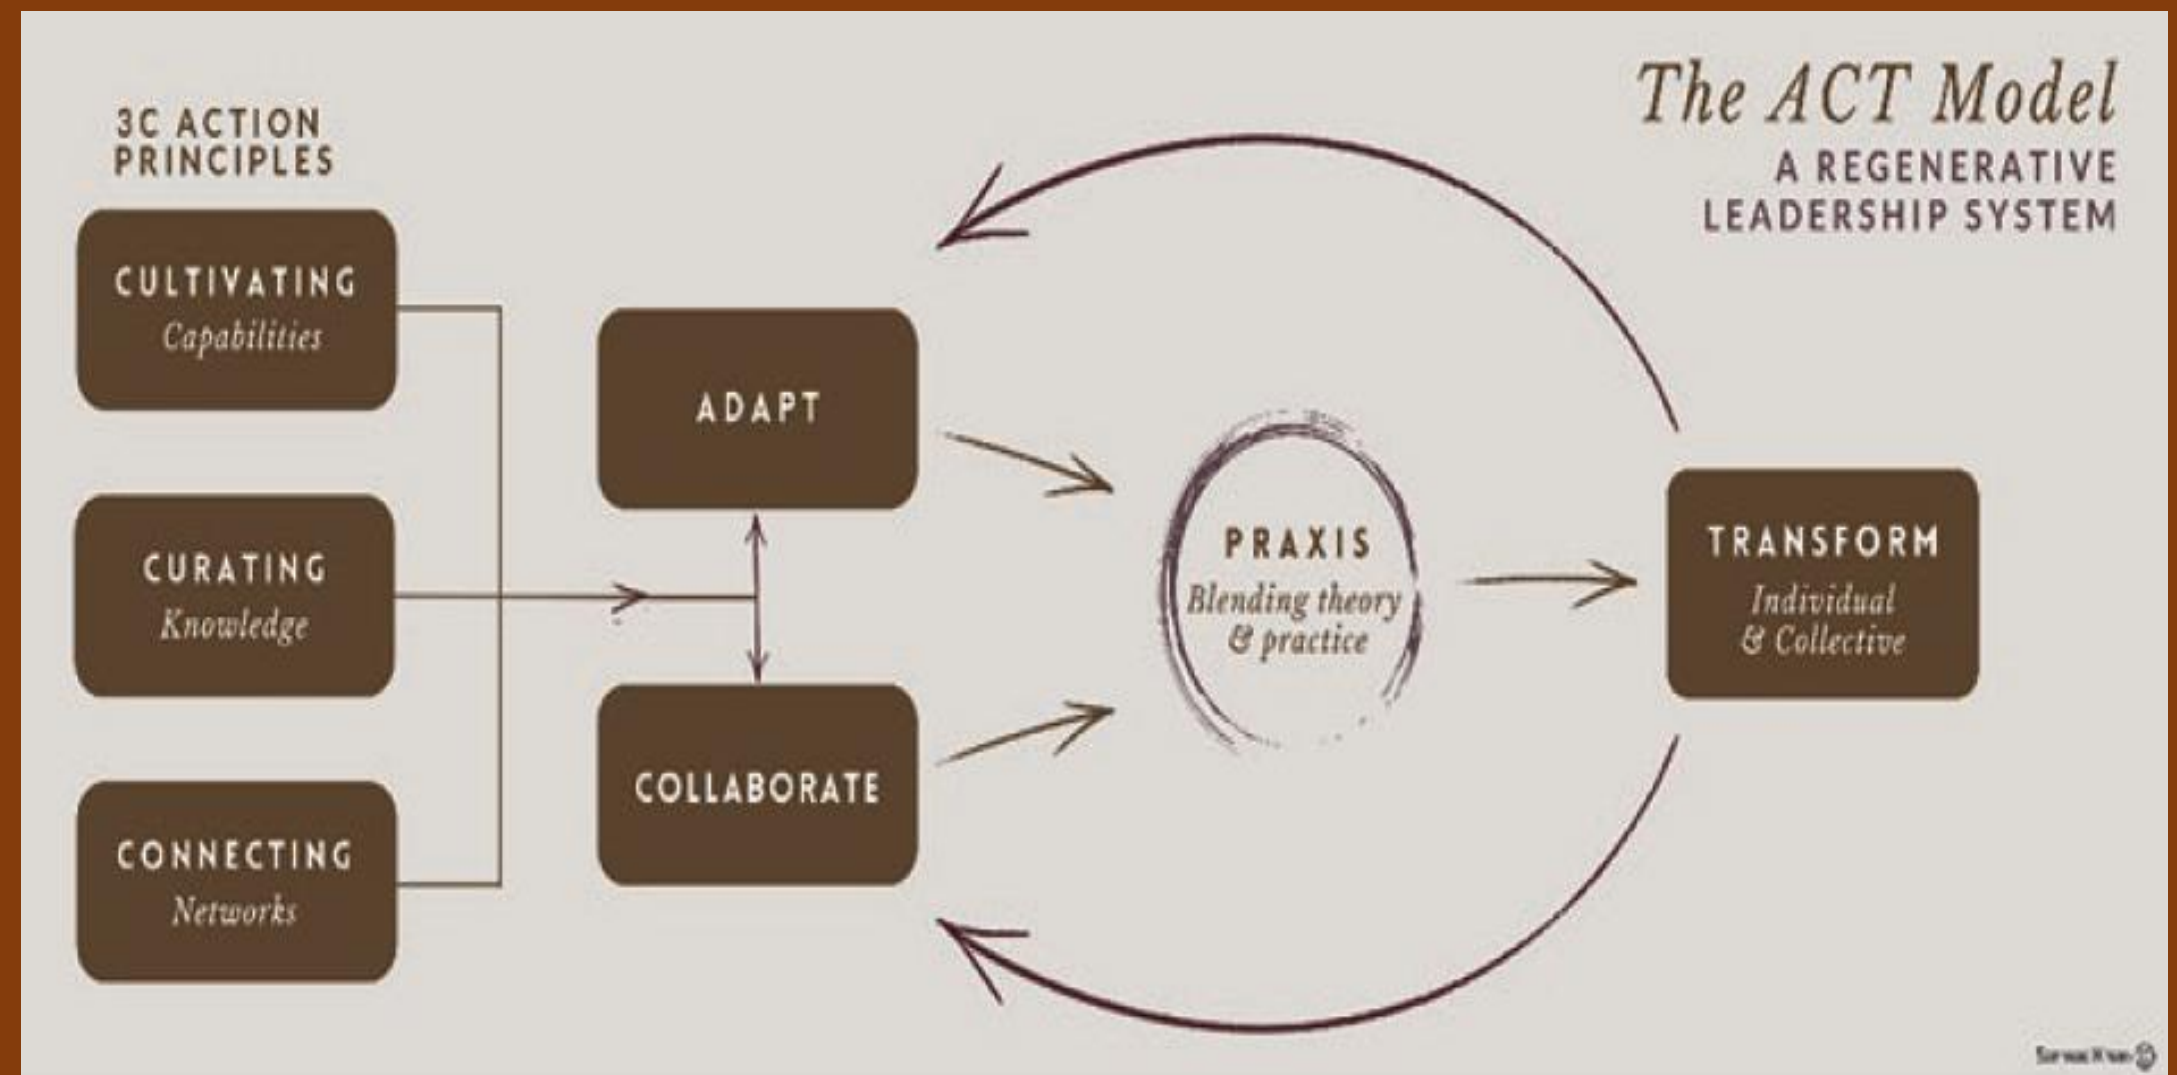 The ACT Model
A REGENERATIVE
LEADERSHIP SYSTEM
3C ACTION
PRINCIPLES
CULTIVATING
Capabilities
CURATING
Knowledge
CONNECTING
Networks
ADAPT
COLLABORATE
PRAXIS
Blending theory
& practice
TRANSFORM
Individual
& Collective